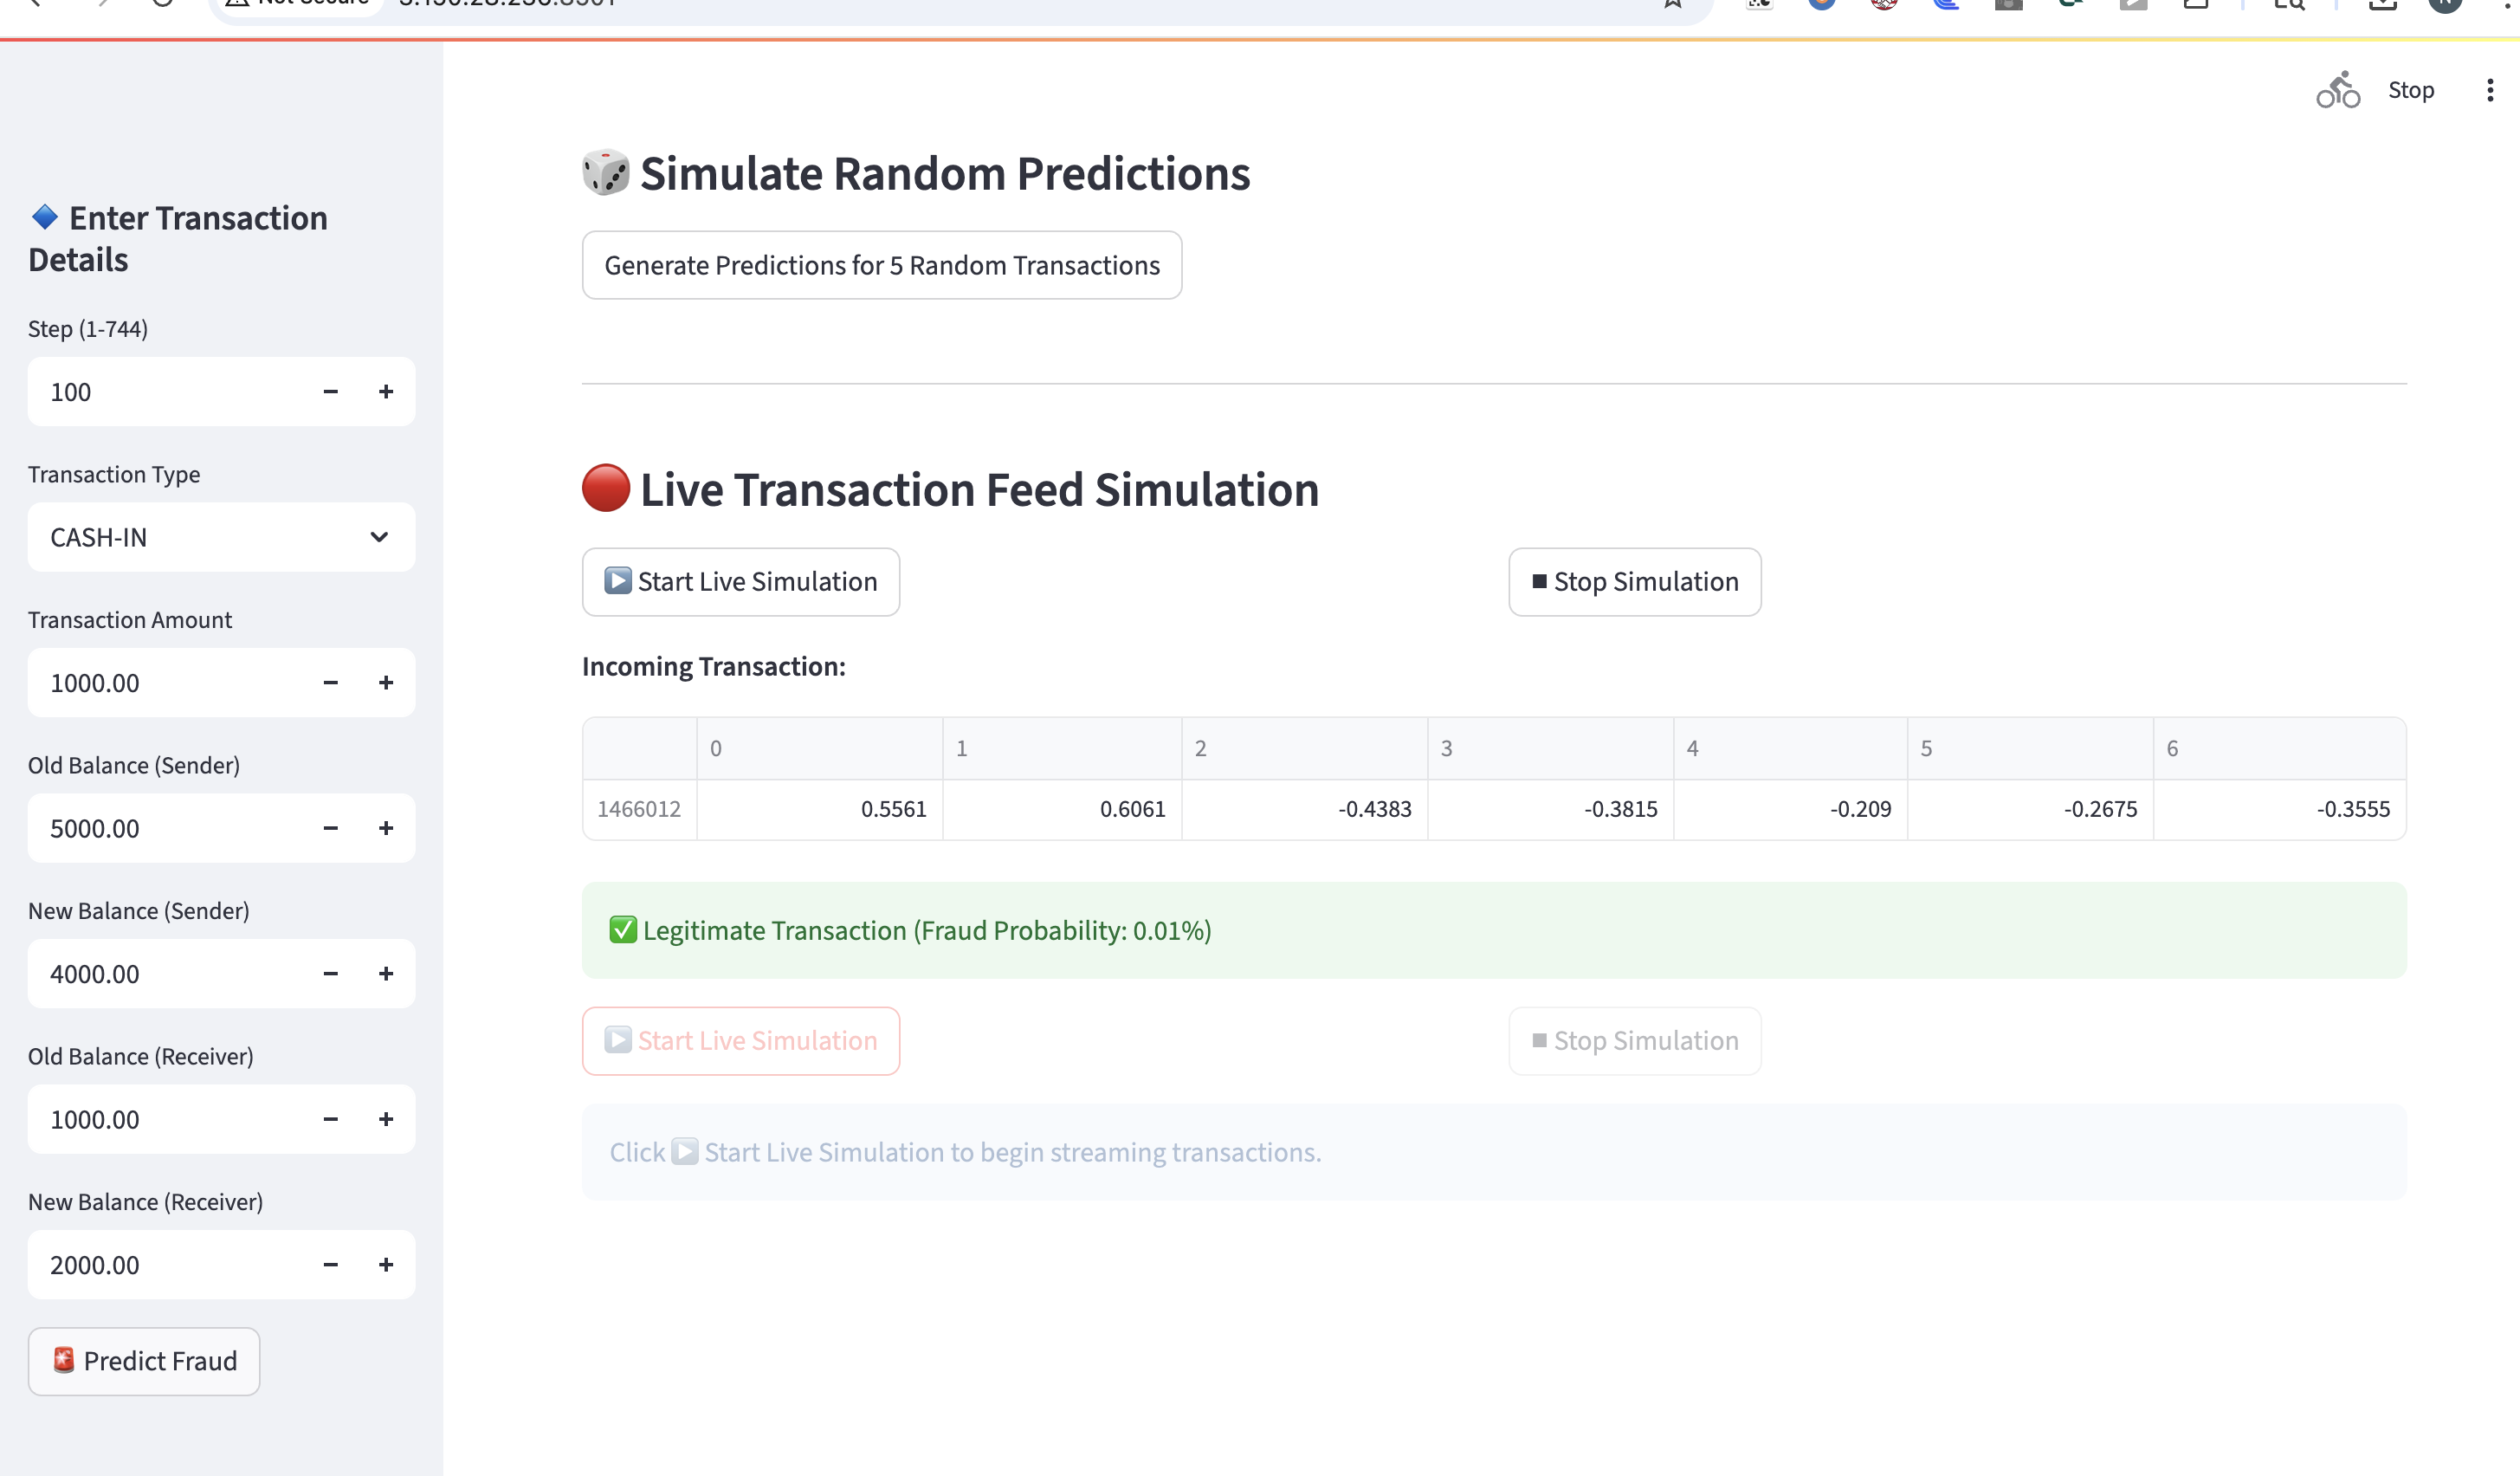 Stop
Enter Transaction
Details
Step (1-744)
100
Transaction Type
CASH-IN
Transaction Amount
1000.00
Old Balance (Sender)
5000.00
New Balance (Sender)
4000.00
Old Balance (Receiver)
1000.00
New Balance (Receiver)
2000.00
Predict Fraud
Simulate Random Predictions
Generate Predictions for 5 Random Transactions
Live Transaction Feed Simulation
Start Live Simulation
Stop Simulation
Incoming Transaction:
0 1 2 3 4 5 6
1466012 0.5561 0.6061 -0.4383 -0.3815 -0.209 -0.2675 -0.3555
Legitimate Transaction (Fraud Probability: 0.01%)
Start Live Simulation
Stop Simulation
Click Start Live Simulation to begin streaming transactions.